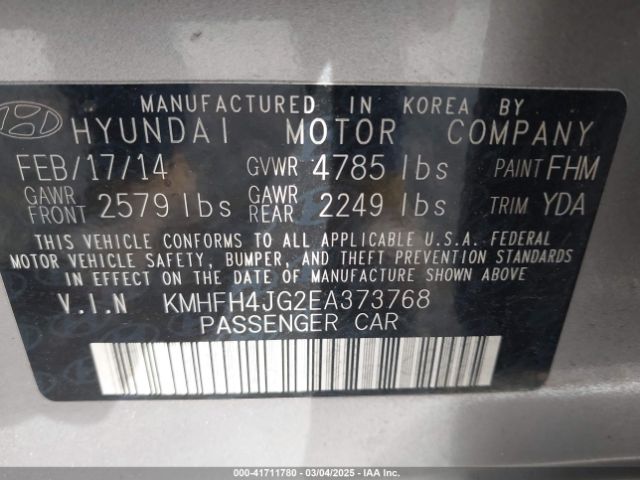 MANUFACTURED IN KOREA BY
HYUNDAI MOTOR COMPANY
FEB/17/14 GVWR 4785 lbs PAINT FHM
GAWR FRONT 2579 lbs GAWR REAR 2249 lbs TRIM YDA
THIS VEHICLE CONFORMS TO ALL APPLICABLE U.S.A. FEDERAL
MOTOR VEHICLE SAFETY, BUMPER, AND THEFT PREVENTION STANDARDS
IN EFFECT ON THE DATE OF MANUFACTURE SHOWN ABOVE
V.I.N KMHFH4JG2EA373768
PASSENGER CAR
000-41711780 - 03/04/2025 - IAAI.COM